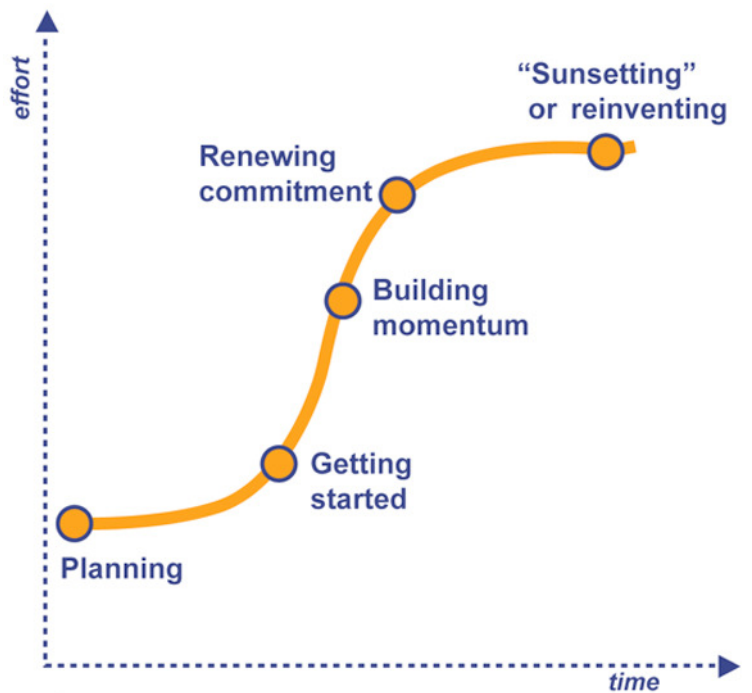 effort
“Sunsetting”
or reinventing
Renewing
commitment
Building
momentum
Getting
started
Planning
time